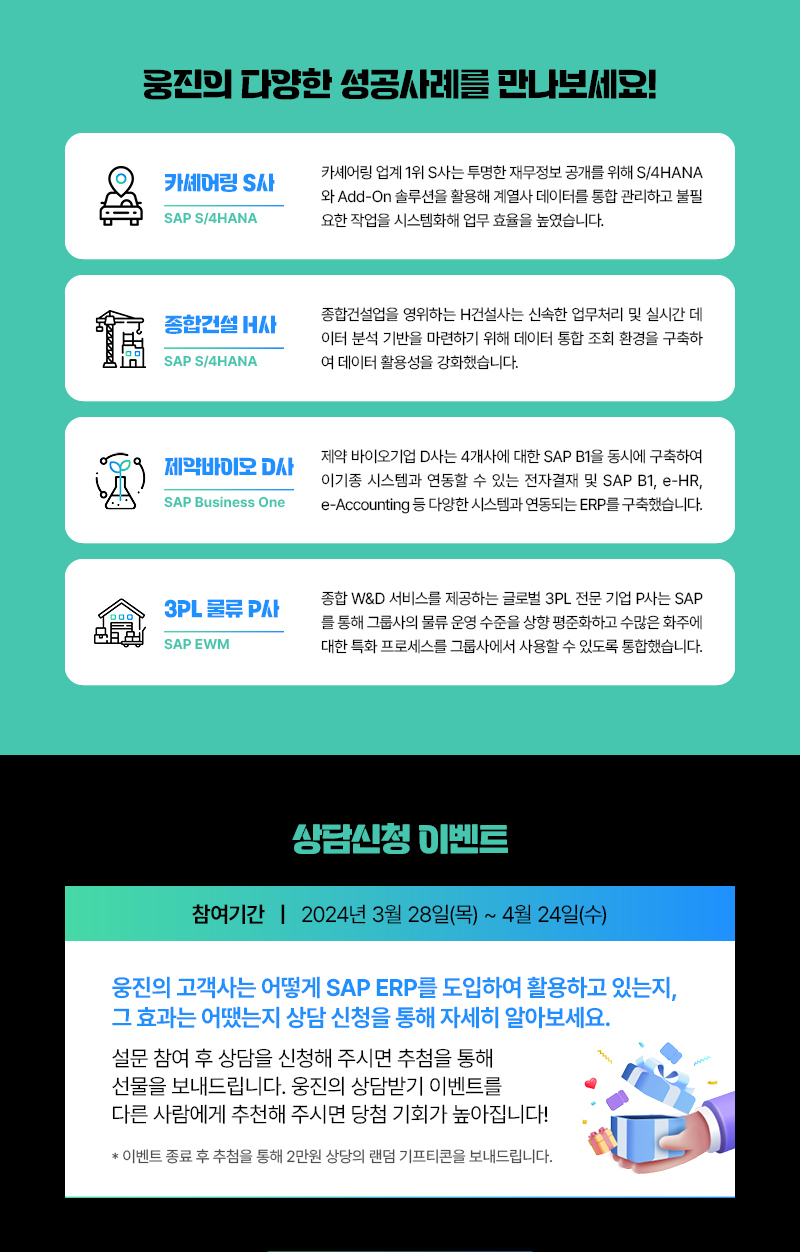 웅진의 다양한 성공사례를 만나보세요!
카셰어링 S사
SAP S/4HANA
카셰어링 업계 1위 S사는 투명한 재무정보 공개를 위해 S/4HANA
와 Add-On 솔루션을 활용해 계열사 데이터를 통합 관리하고 불필
요한 작업을 시스템화해 업무 효율을 높였습니다.
종합건설 H사
SAP S/4HANA
종합건설업을 영위하는 H건설사는 신속한 업무처리 및 실시간 데
이터 분석 기반을 마련하기 위해 데이터 통합 조회 환경을 구축하
여 데이터 활용성을 강화했습니다.
제약바이오 D사
SAP Business One
제약 바이오기업 D사는 4개사에 대한 SAP B1을 동시에 구축하여
이기종 시스템과 연동할 수 있는 전자결재 및 SAP B1, e-HR,
e-Accounting 등 다양한 시스템과 연동되는 ERP를 구축했습니다.
3PL 물류 P사
SAP EWM
종합 W&D 서비스를 제공하는 글로벌 3PL 전문 기업 P사는 SAP
를 통해 그룹사의 물류 운영 수준을 상향 평준화하고 수많은 화주에
대한 특화 프로세스를 그룹사에서 사용할 수 있도록 통합했습니다.
상담신청 이벤트
참여기간 | 2024년 3월 28일(목) ~ 4월 24일(수)
웅진의 고객사는 어떻게 SAP ERP를 도입하여 활용하고 있는지,
그 효과는 어땠는지 상담 신청을 통해 자세히 알아보세요.
설문 참여 후 상담을 신청해 주시면 추첨을 통해
선물을 보내드립니다. 웅진의 상담받기 이벤트를
다른 사람에게 추천해 주시면 당첨 기회가 높아집니다!
* 이벤트 종료 후 추첨을 통해 2만원 상당의 랜덤 기프티콘을 보내드립니다.